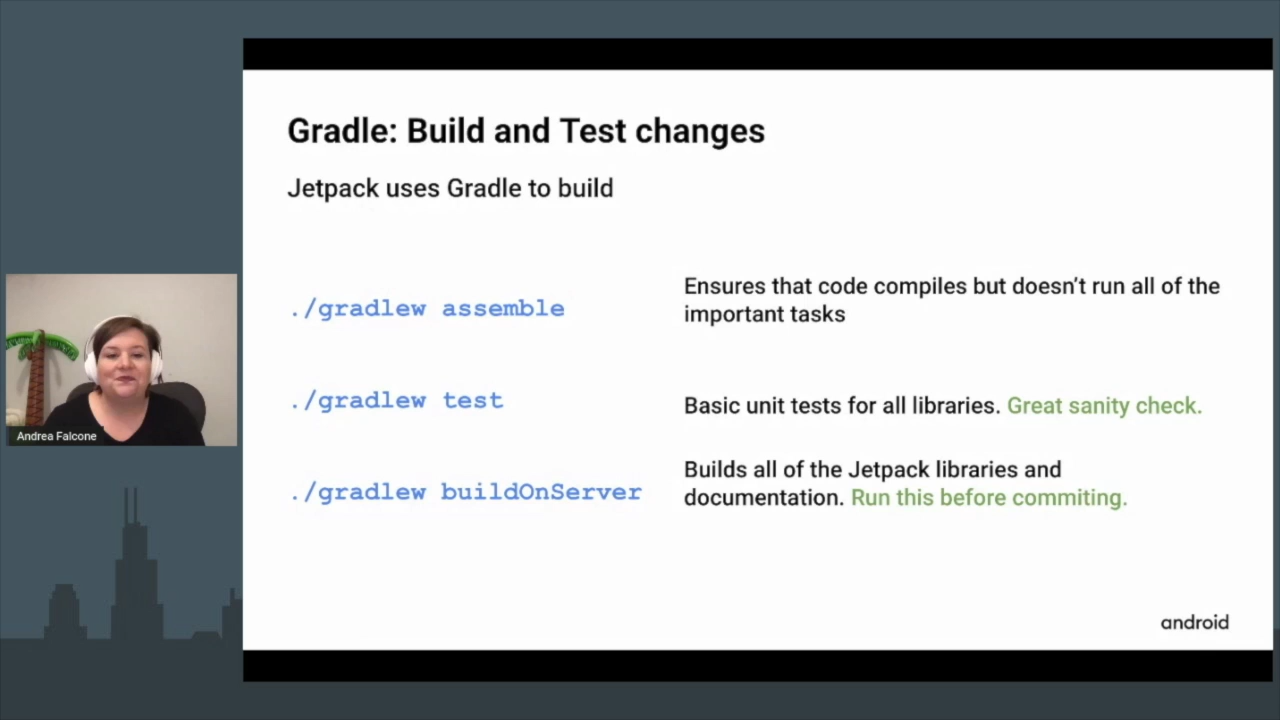 Gradle: Build and Test changes
Jetpack uses Gradle to build
./gradlew assemble
Ensures that code compiles but doesn’t run all of the
important tasks
./gradlew test
Basic unit tests for all libraries. Great sanity check.
./gradlew buildOnServer
Builds all of the Jetpack libraries and
documentation. Run this before commiting.
Andrea Falcone
android